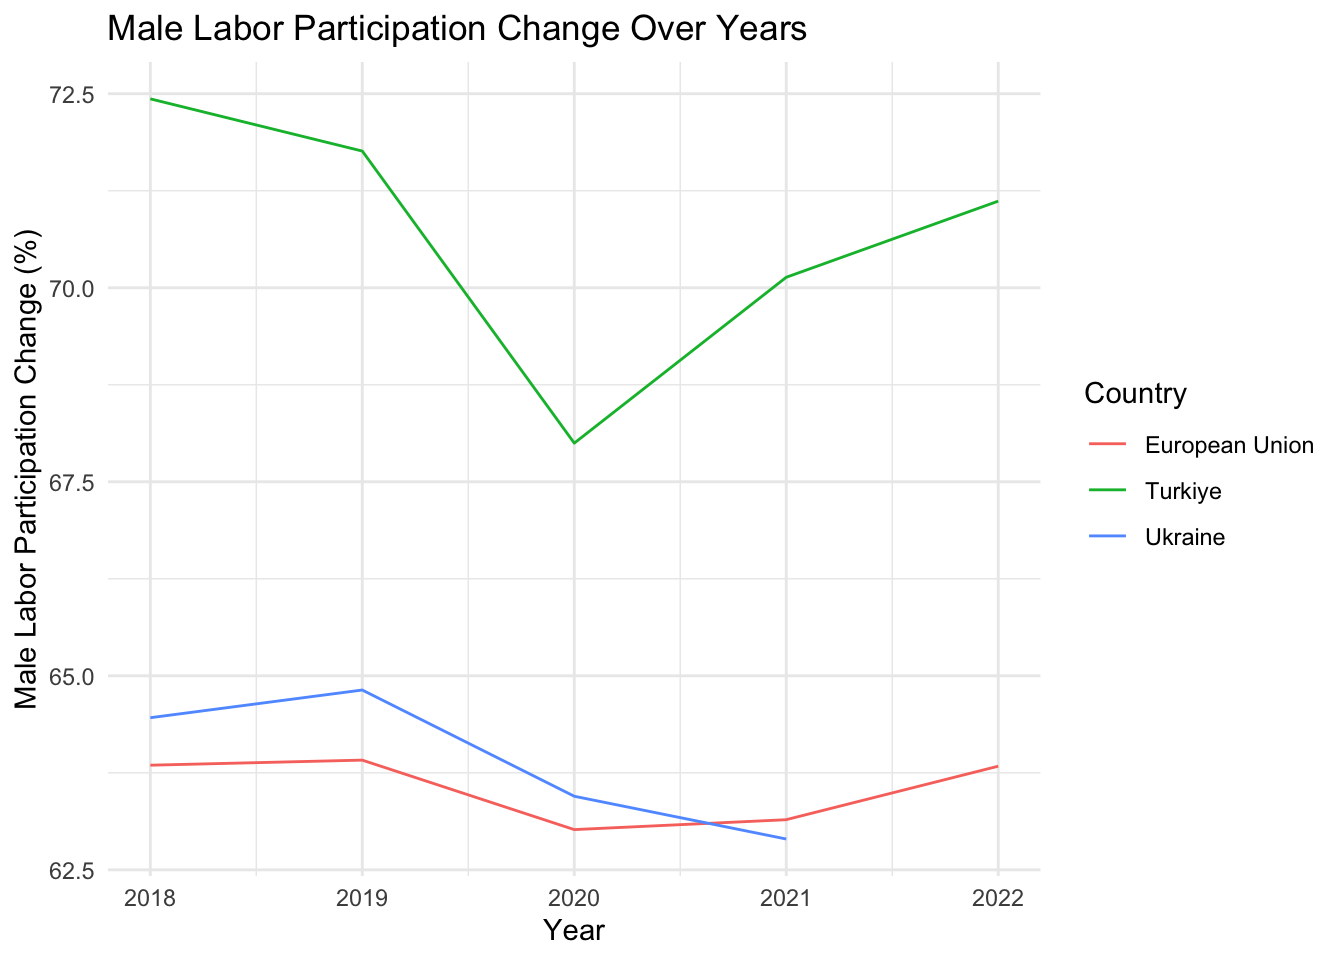 Male Labor Participation Change Over Years
Male Labor Participation Change (%)
72.5
70.0
67.5
65.0
62.5
2018 2019 2020 2021 2022
Year
Country
European Union
Turkiye
Ukraine